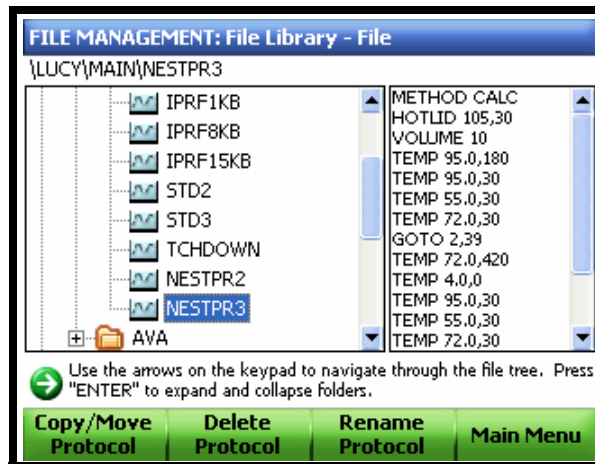 FILE MANAGEMENT: File Library - File
\LUCY\MAIN\NESTPR3
IPRF1KB
IPRF8KB
IPRF15KB
STD2
STD3
TCHDOWN
NESTPR2
NESTPR3
AVA
METHOD CALC
HOTLID 105,30
VOLUME 10
TEMP 95.0,180
TEMP 95.0,30
TEMP 55.0,30
TEMP 72.0,30
GOTO 2,39
TEMP 72.0,420
TEMP 4.0,0
TEMP 95.0,30
TEMP 55.0,30
TEMP 72.0,30
Use the arrows on the keypad to navigate through the file tree. Press
"ENTER" to expand and collapse folders.
Copy/Move Protocol
Delete Protocol
Rename Protocol
Main Menu